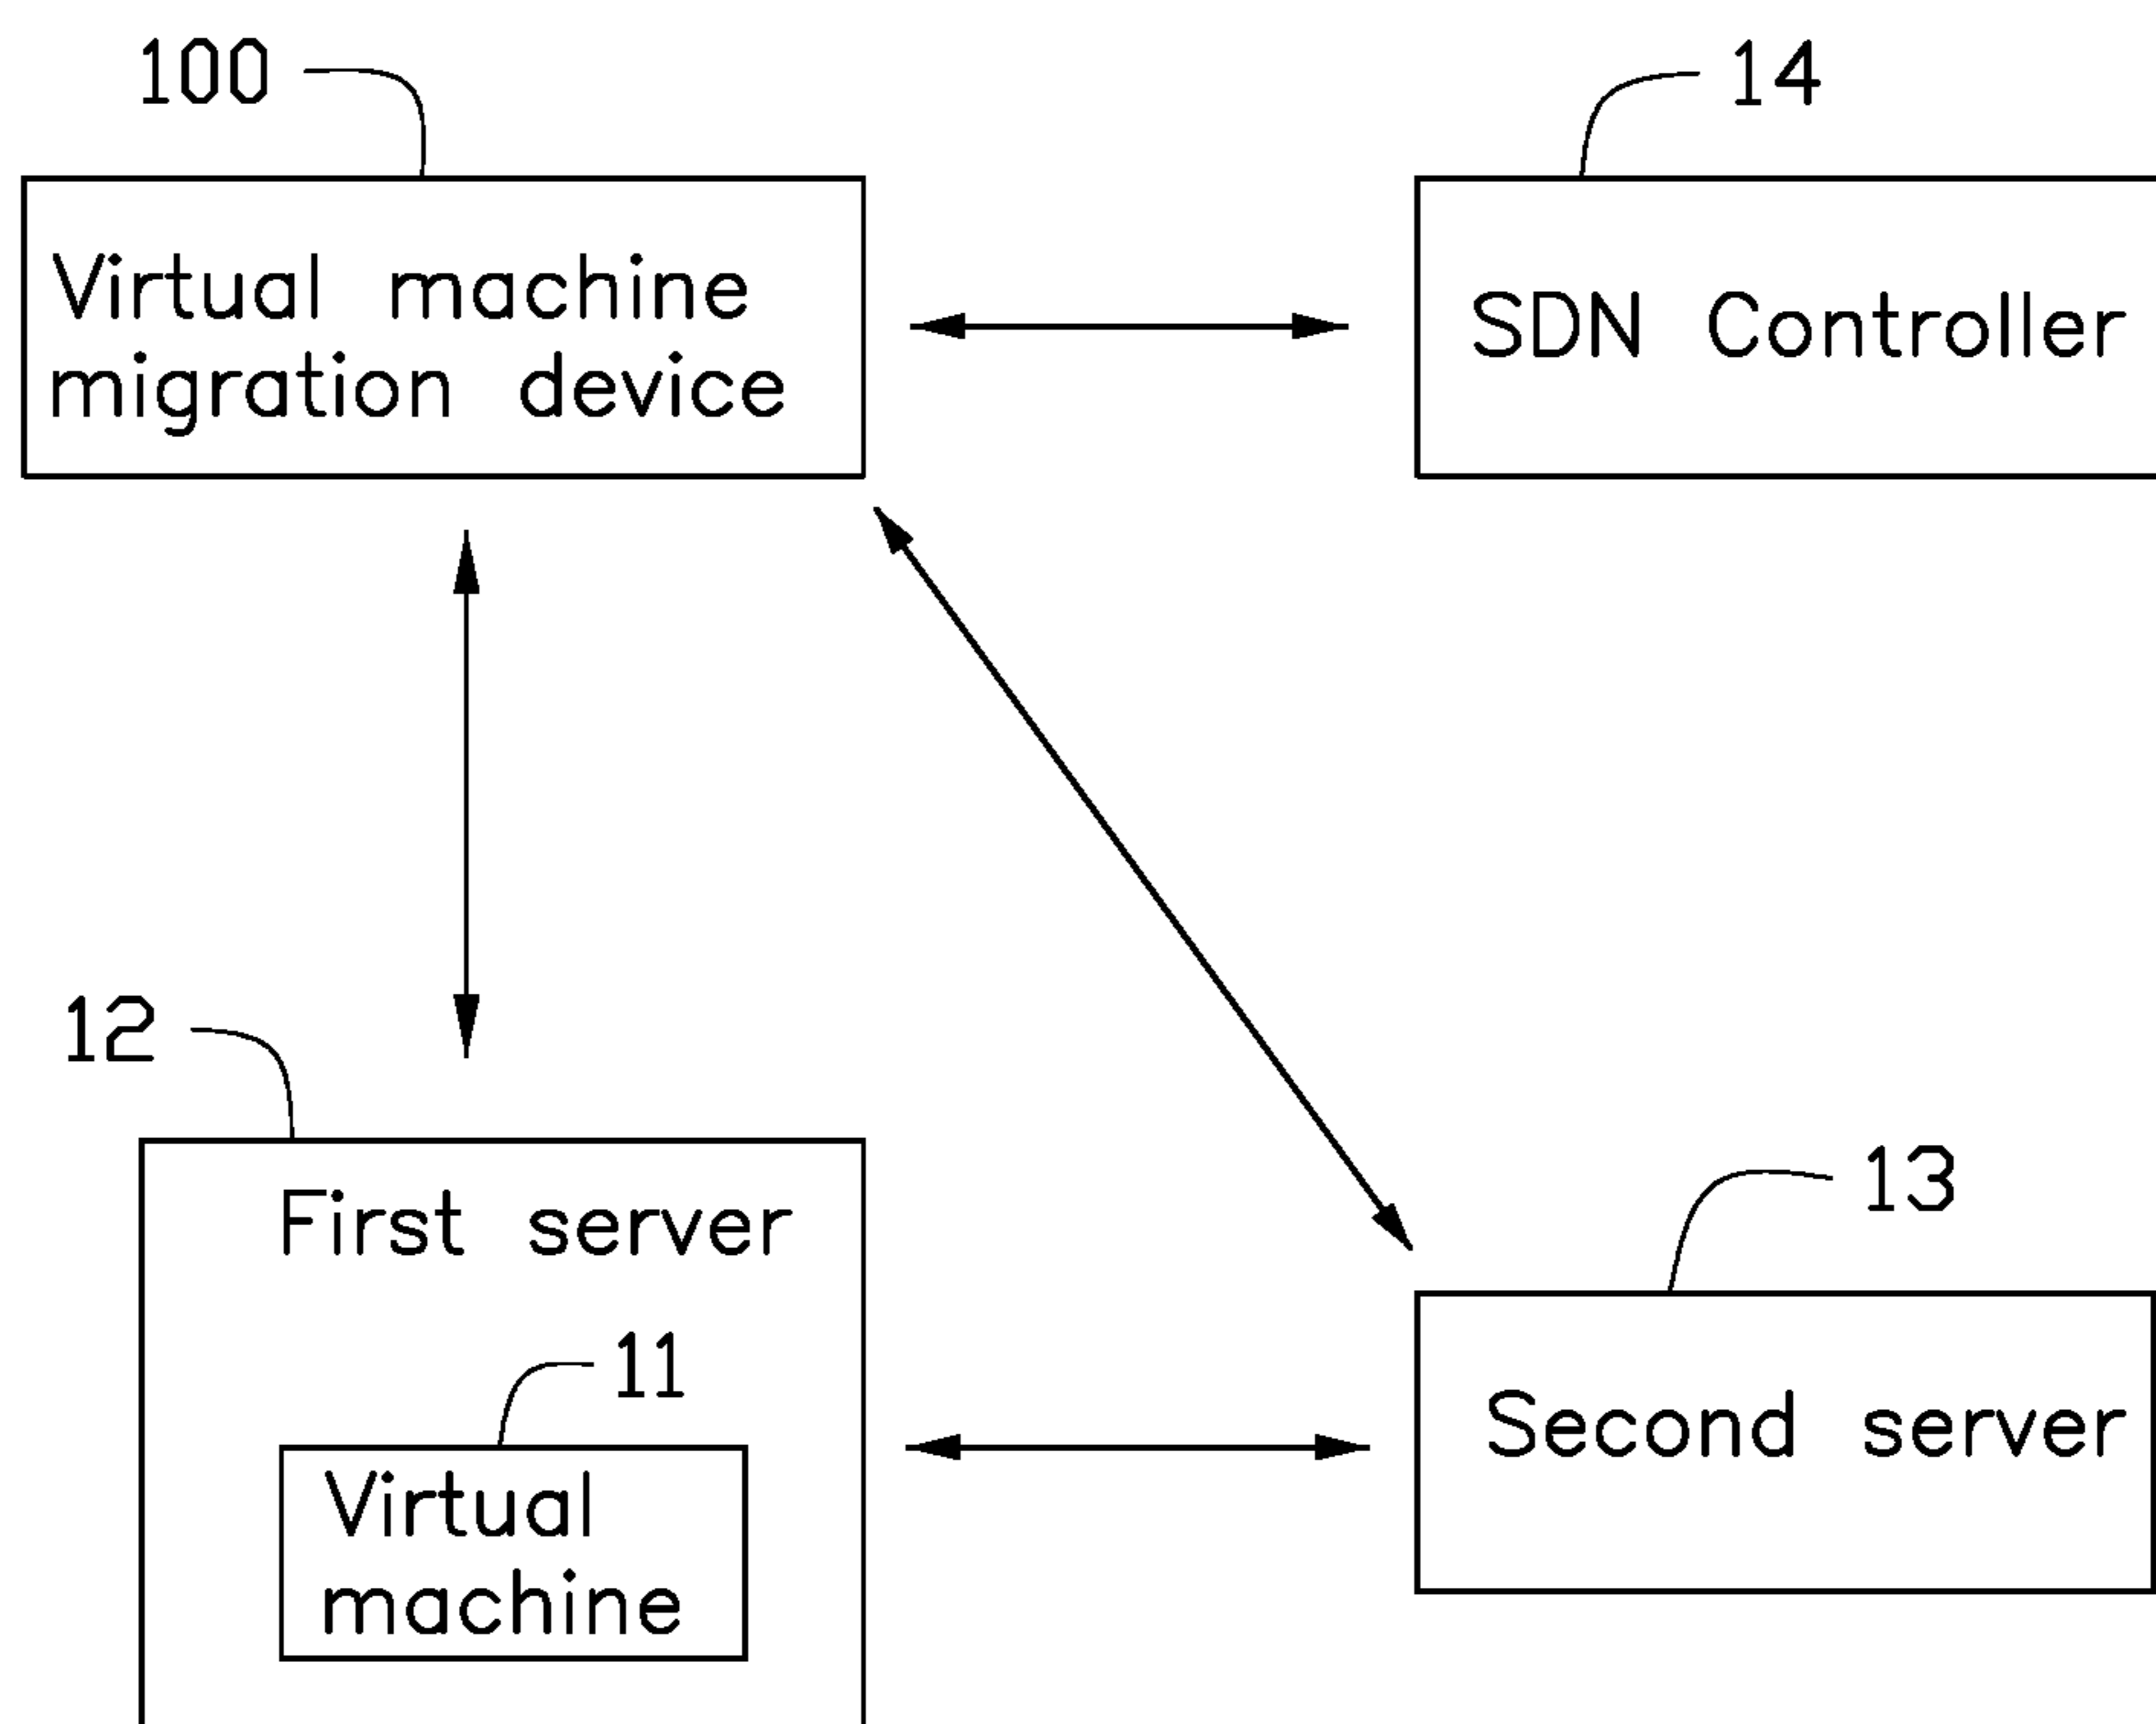 100
14
Virtual machine
migration device
SDN Controller
12
First server
13
11
Virtual
machine
Second server